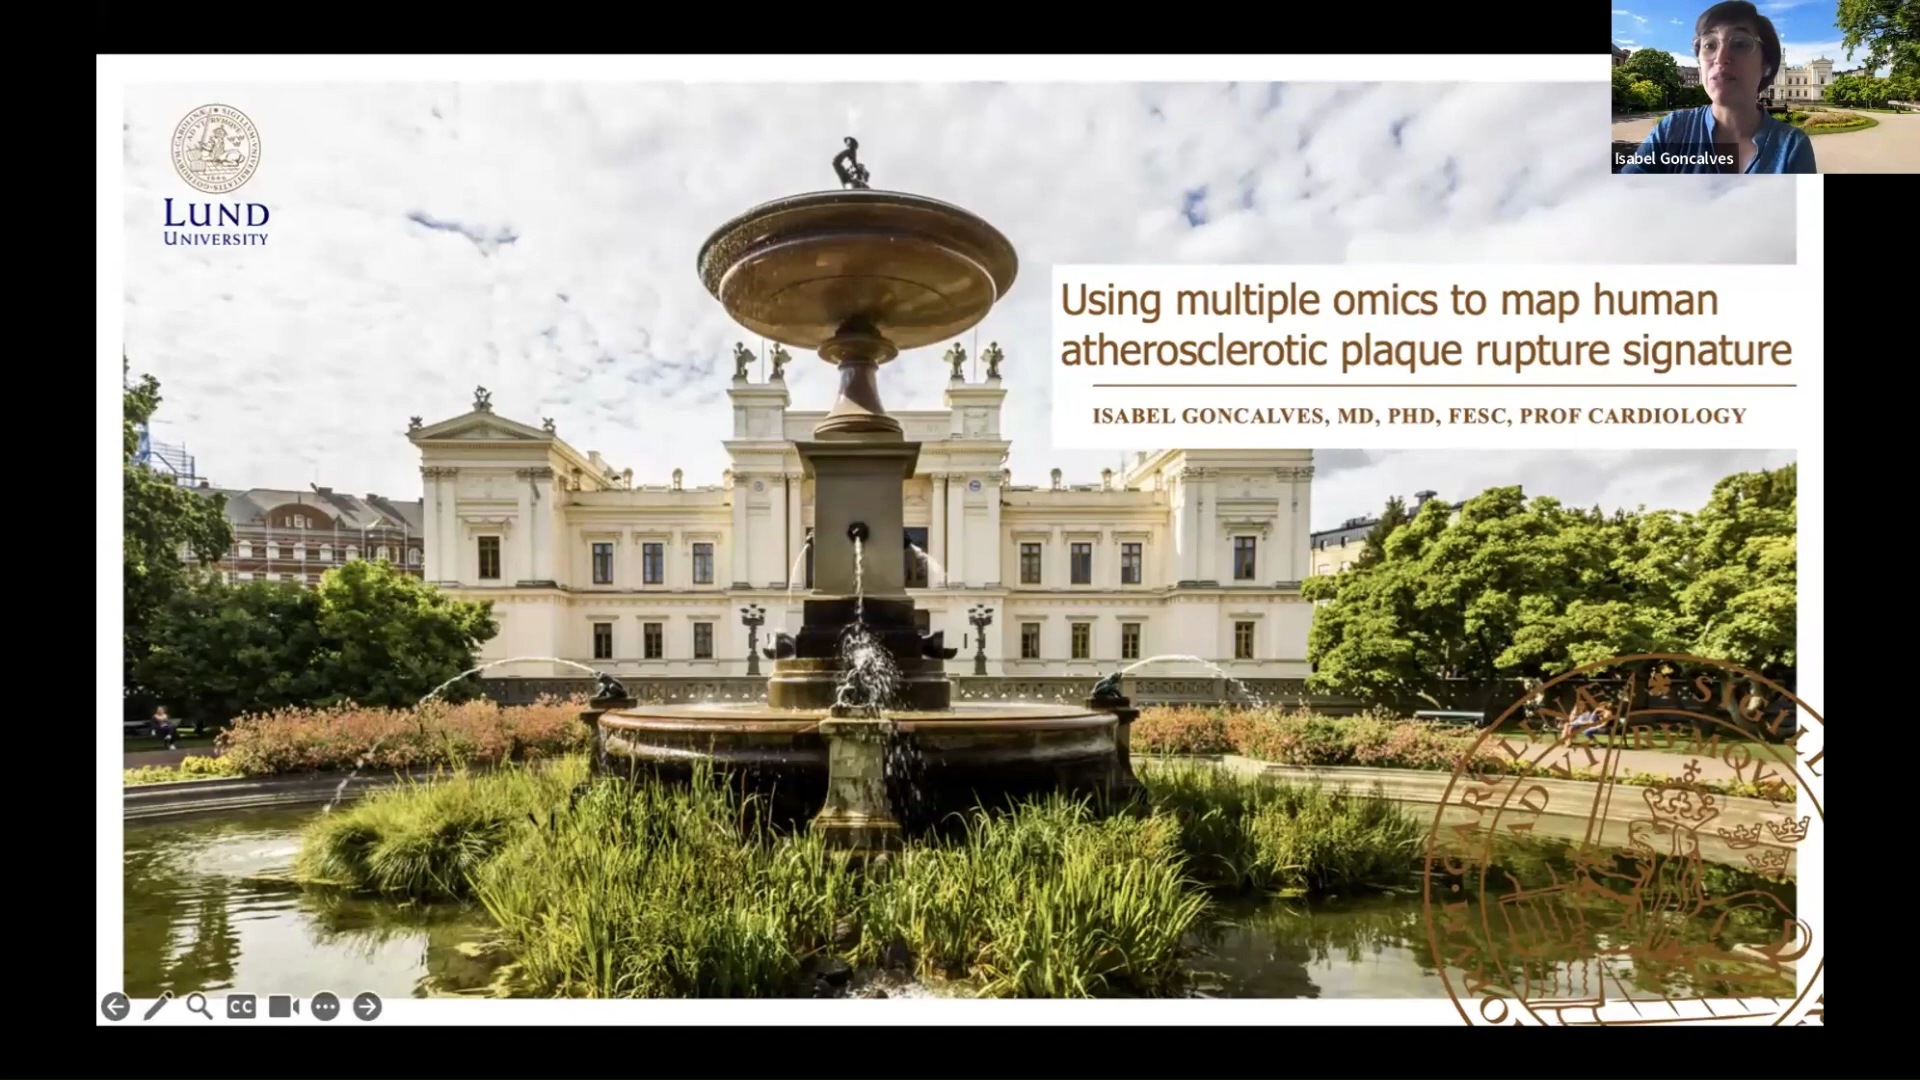 LUND
UNIVERSITY
Using multiple omics to map human
atherosclerotic plaque rupture signature
ISABEL GONCALVES, MD, PHD, FESC, PROF CARDIOLOGY
Isabel Goncalves
CC